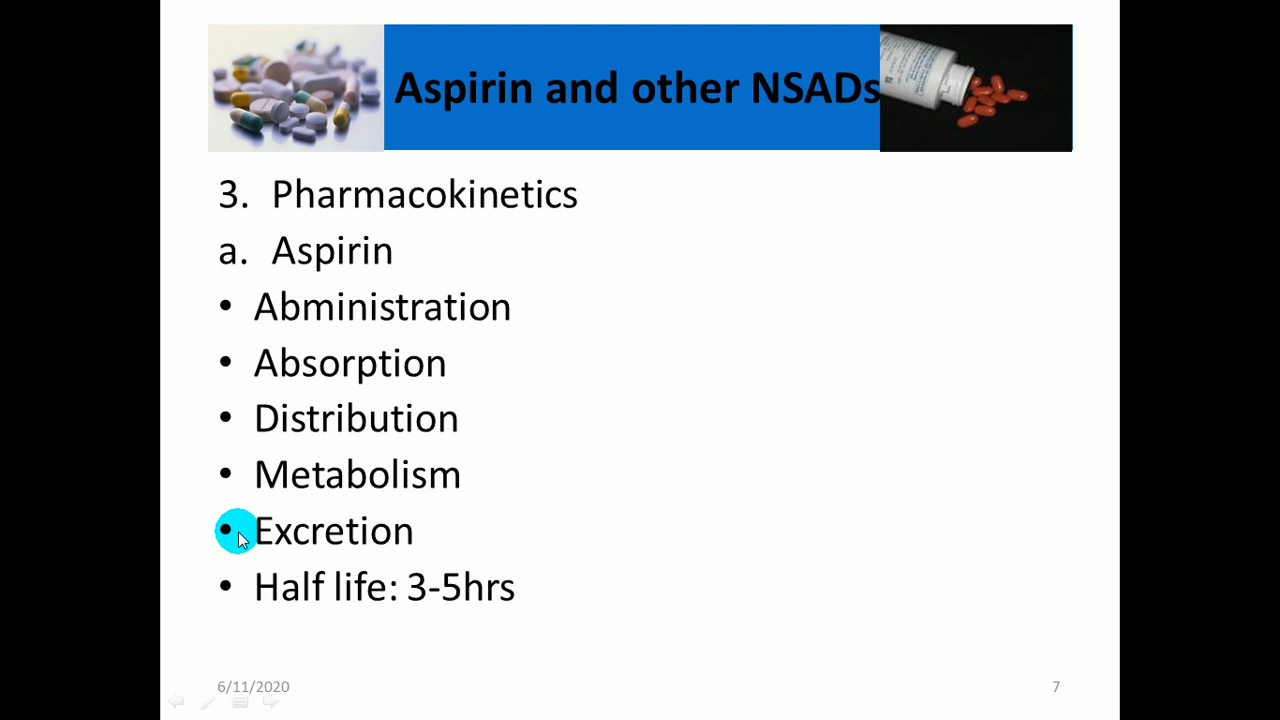 Aspirin and other NSADs
3. Pharmacokinetics
a. Aspirin
• Abministration
• Absorption
• Distribution
• Metabolism
• Excretion
• Half life: 3-5hrs
6/11/2020
7